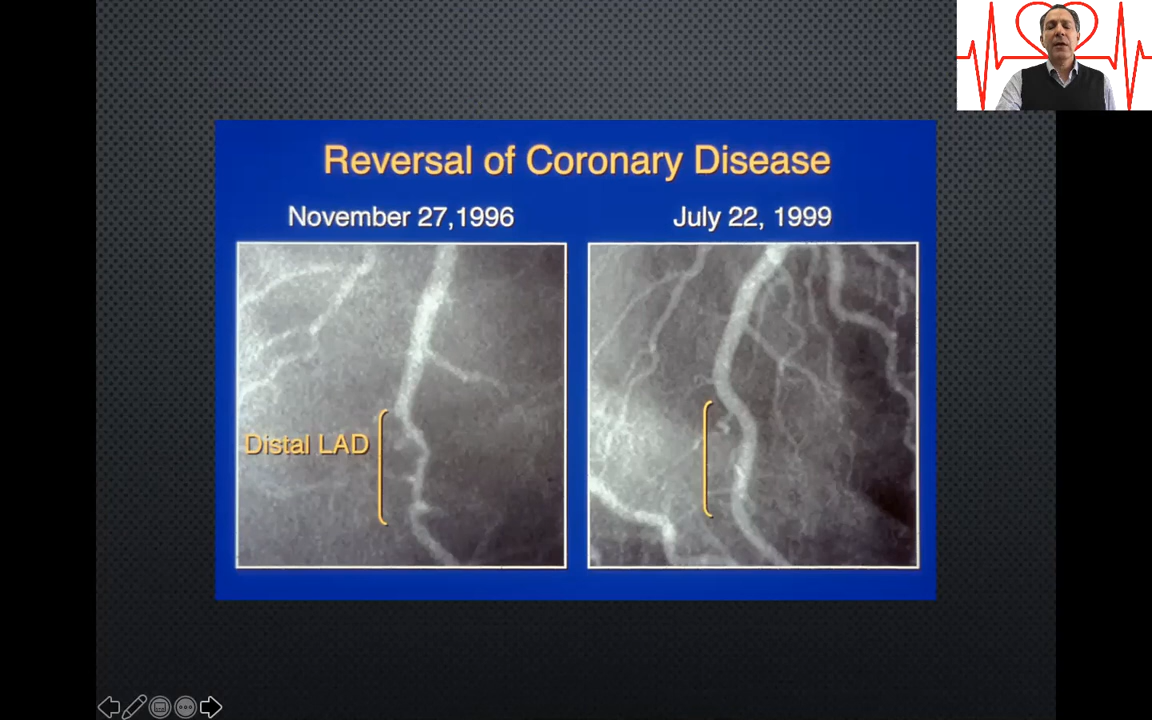 Reversal of Coronary Disease
November 27,1996
July 22, 1999
Distal LAD